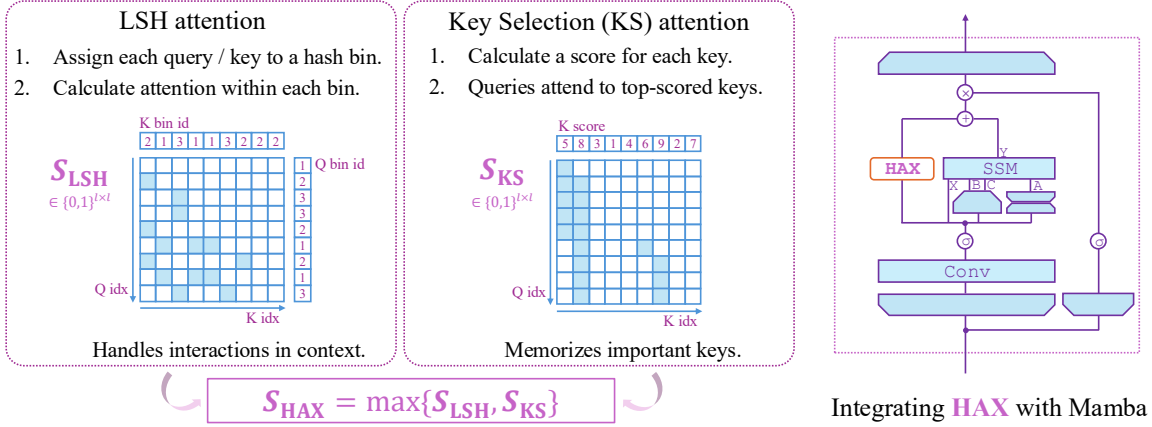 LSH attention
1. Assign each query / key to a hash bin.
2. Calculate attention within each bin.
K bin id
2 1 3 1 1 3 2 2 2
S_LSH
∈ {0,1}^{l×l}
Q bin id
1
2
3
3
2
1
2
1
3
Q idx
K idx
Handles interactions in context.
Key Selection (KS) attention
1. Calculate a score for each key.
2. Queries attend to top-scored keys.
K score
5 8 3 1 4 6 9 2 7
S_KS
∈ {0,1}^{l×l}
Q idx
K idx
Memorizes important keys.
S_HAX = max{S_LSH, S_KS}
×
+
Y
HAX
SSM
X B C A
σ
σ
Conv
Integrating HAX with Mamba